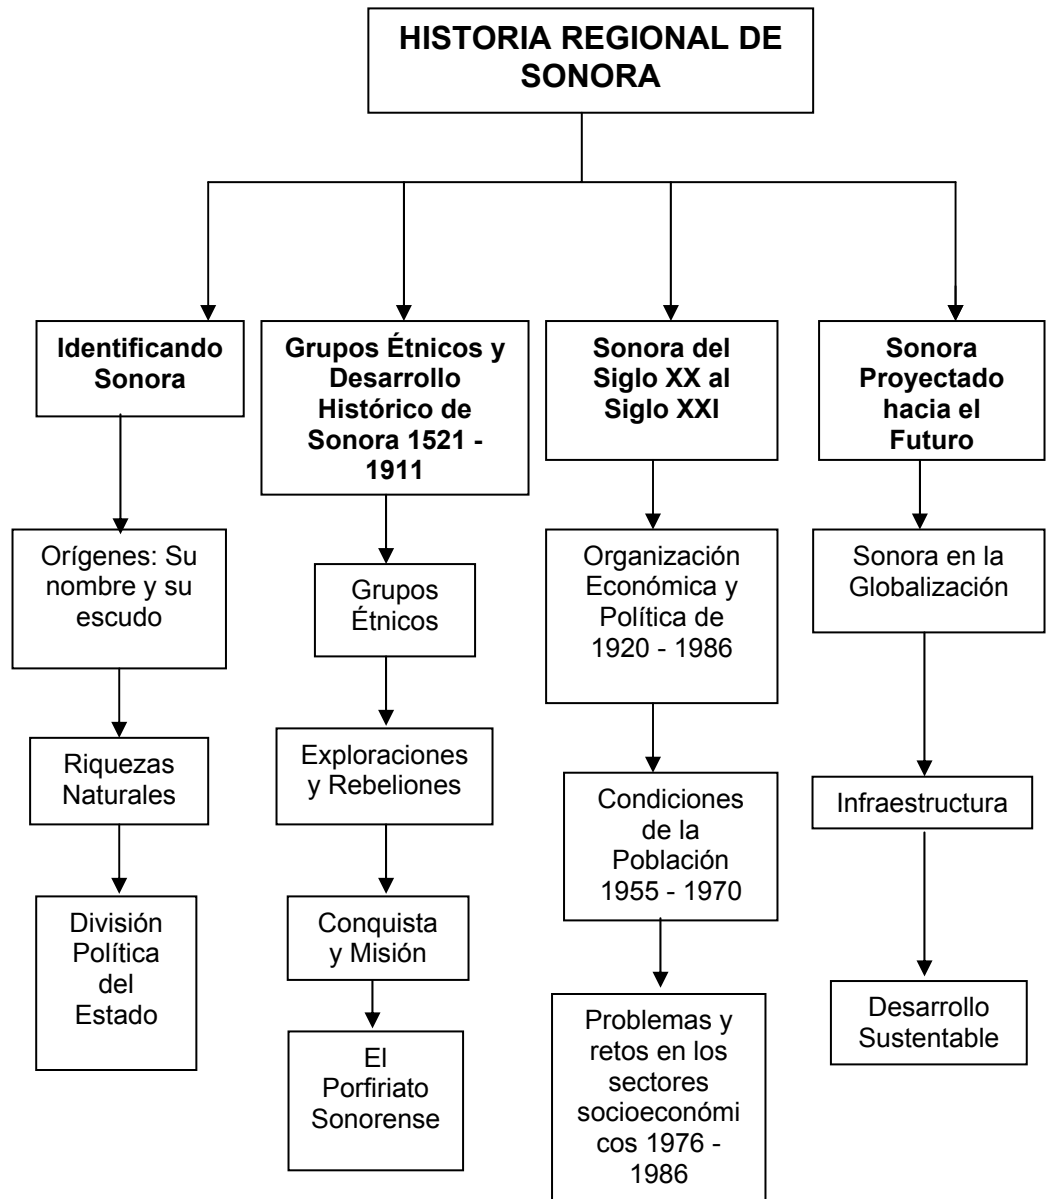 HISTORIA REGIONAL DE
SONORA
Identificando
Sonora
Orígenes: Su
nombre y su
escudo
Riquezas
Naturales
División
Política
del
Estado
Grupos Étnicos y
Desarrollo
Histórico de
Sonora 1521 -
1911
Grupos
Étnicos
Exploraciones
y Rebeliones
Conquista
y Misión
El
Porfiriato
Sonorense
Sonora del
Siglo XX al
Siglo XXI
Organización
Económica y
Política de
1920 - 1986
Condiciones
de la
Población
1955 - 1970
Problemas y
retos en los
sectores
socioeconómi
cos 1976 -
1986
Sonora
Proyectado
hacia el
Futuro
Sonora en la
Globalización
Infraestructura
Desarrollo
Sustentable